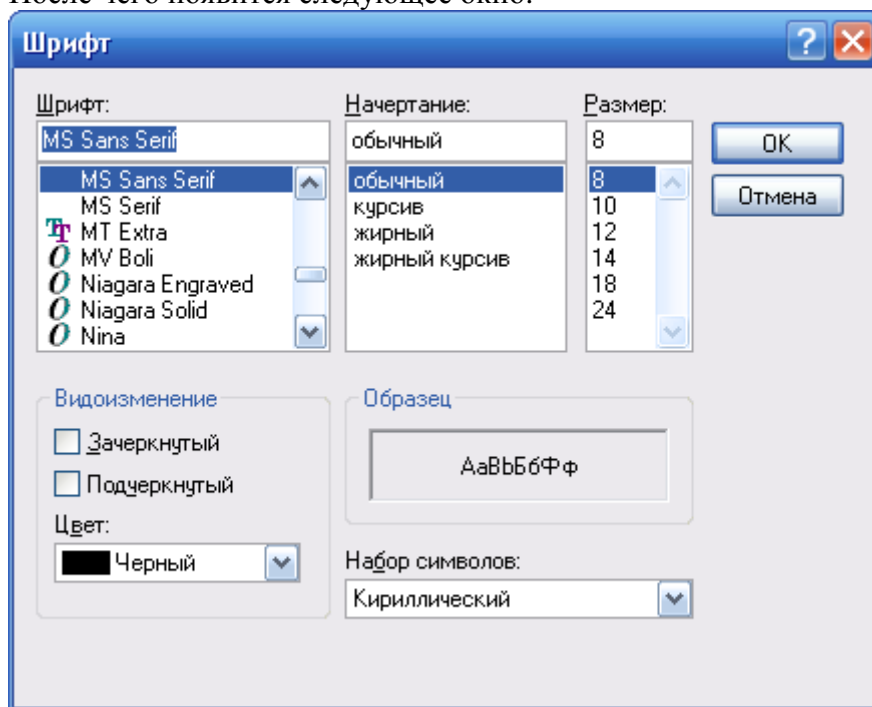 После чего появится следующее окно:
Шрифт
Шрифт:
MS Sans Serif
MS Sans Serif
MS Serif
MT Extra
MV Boli
Niagara Engraved
Niagara Solid
Nina
Начертание:
обычный
обычный
курсив
жирный
жирный курсив
Размер:
8
8
10
12
14
18
24
OK
Отмена
Видоизменение
Зачеркнутый
Подчеркнутый
Цвет:
Черный
Образец
АаВЬБбФф
Набор символов:
Кириллический